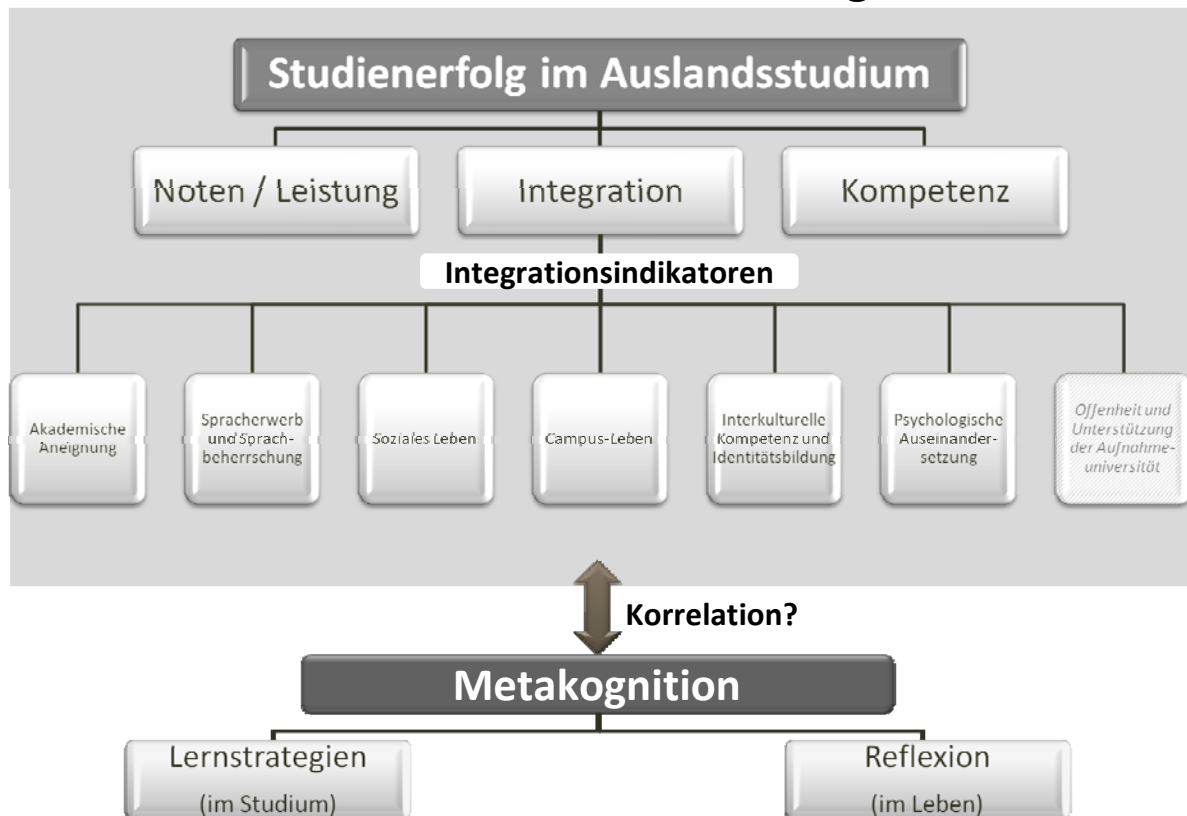 Studienerfolg im Auslandsstudium
Noten / Leistung
Integration
Kompetenz
Integrationsindikatoren
Akademische
Aneignung
Spracherwerb
und Sprach-
beherrschung
Soziales Leben
Campus-Leben
Interkulturelle
Kompetenz und
Identitätsbildung
Psychologische
Auseinander-
setzung
Offenheit und
Unterstützung
der Aufnahme-
universität
Korrelation?
Metakognition
Lernstrategien
(im Studium)
Reflexion
(im Leben)